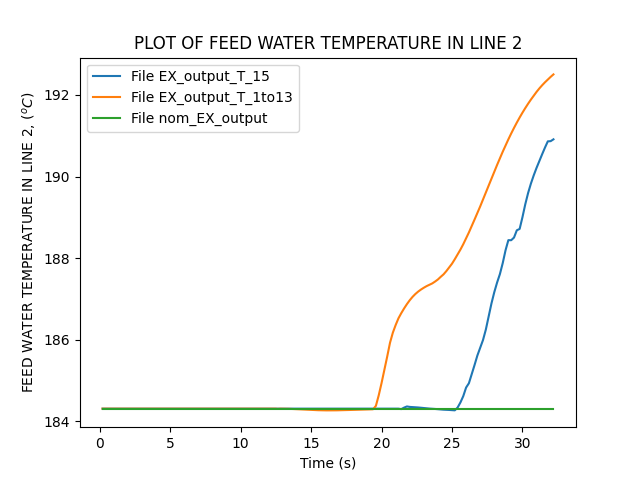 PLOT OF FEED WATER TEMPERATURE IN LINE 2
File EX_output_T_15
File EX_output_T_1to13
File nom_EX_output
FEED WATER TEMPERATURE IN LINE 2, (°C)
192
190
188
186
184
0 5 10 15 20 25 30
Time (s)